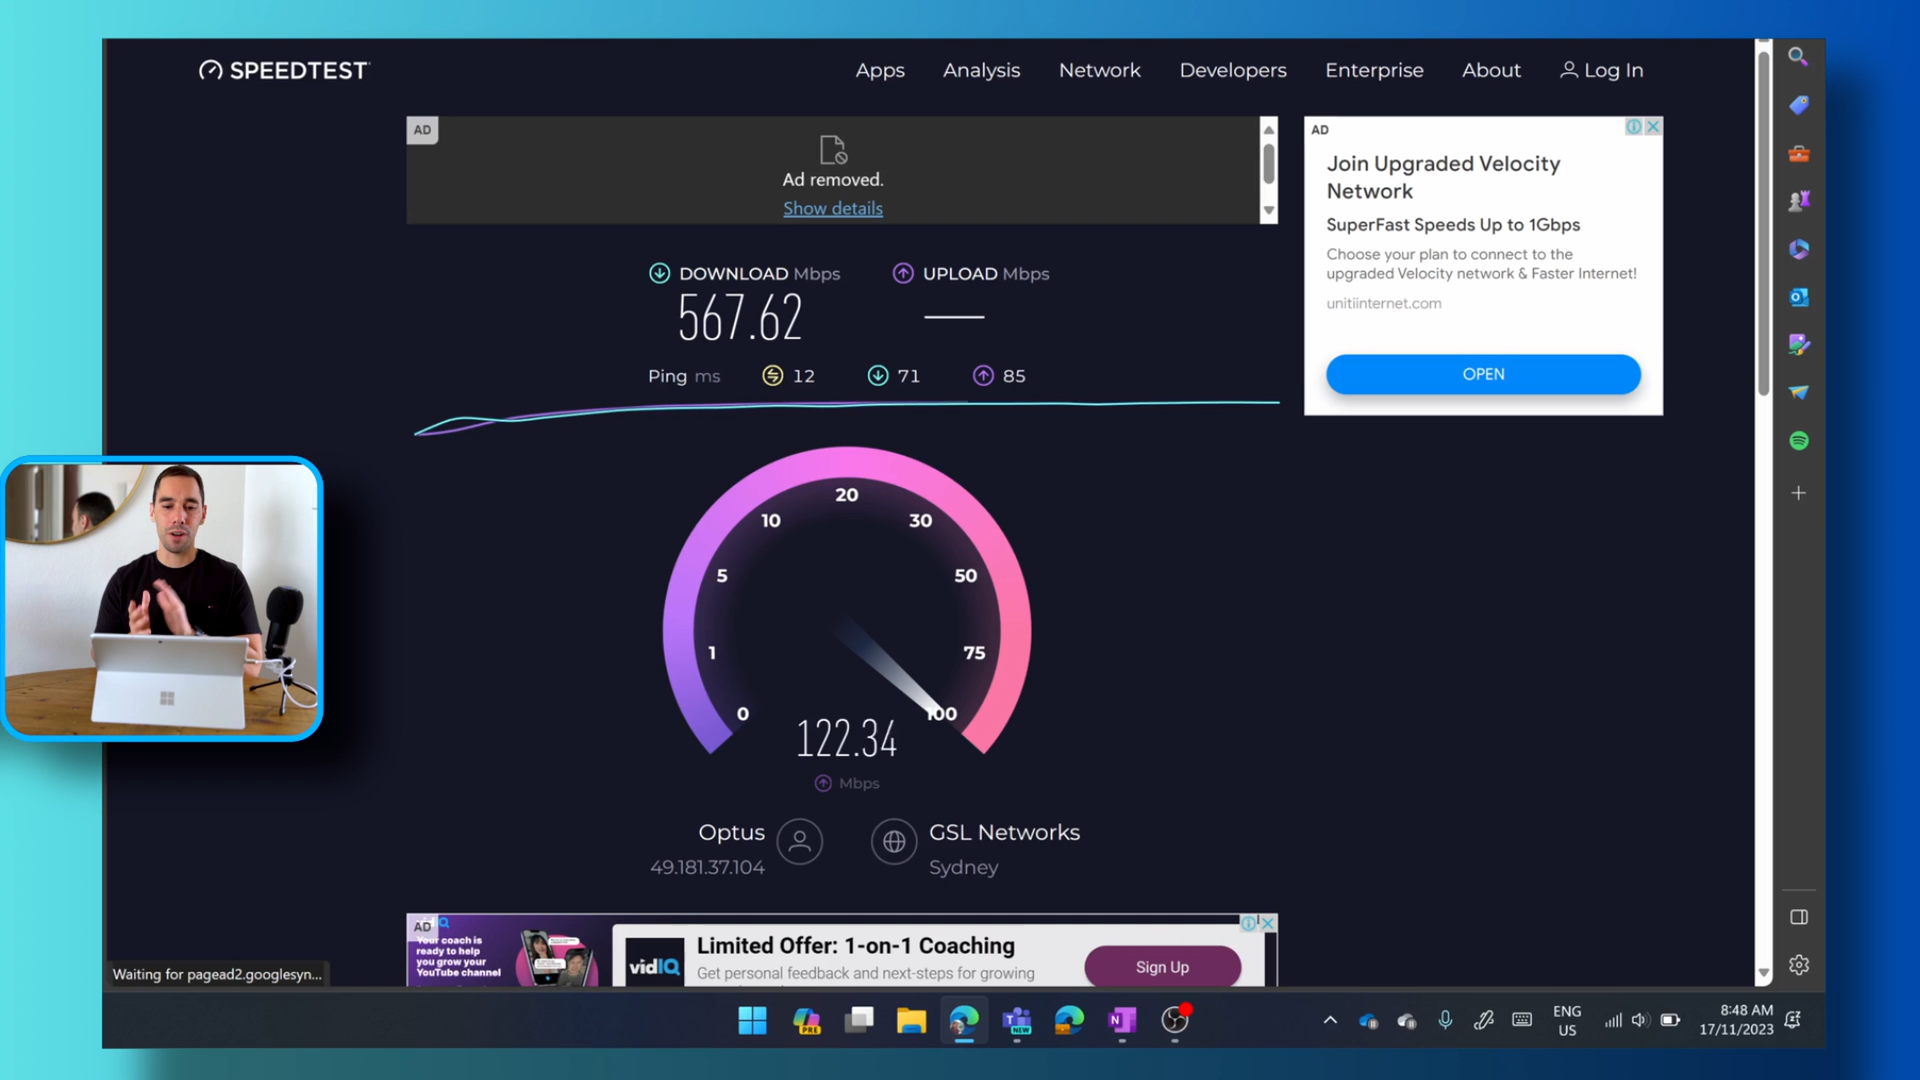 SPEEDTEST
Apps Analysis Network Developers Enterprise About Log In
AD
Ad removed.
Show details
AD
Join Upgraded Velocity
Network
SuperFast Speeds Up to 1Gbps
Choose your plan to connect to the
upgraded Velocity network & Faster Internet!
unitiinternet.com
OPEN
DOWNLOAD Mbps
567.62
UPLOAD Mbps
Ping ms 12 71 85
0
1
5
10
20
30
50
75
100
122.34
Mbps
Optus
49.181.37.104
GSL Networks
Sydney
AD
Your coach is
ready to help
you grow your
YouTube channel
vidIQ
Limited Offer: 1-on-1 Coaching
Get personal feedback and next-steps for growing
Sign Up
Waiting for pagead2.googlesyn...
PRE
NEW
ENG
US
8:48 AM
17/11/2023